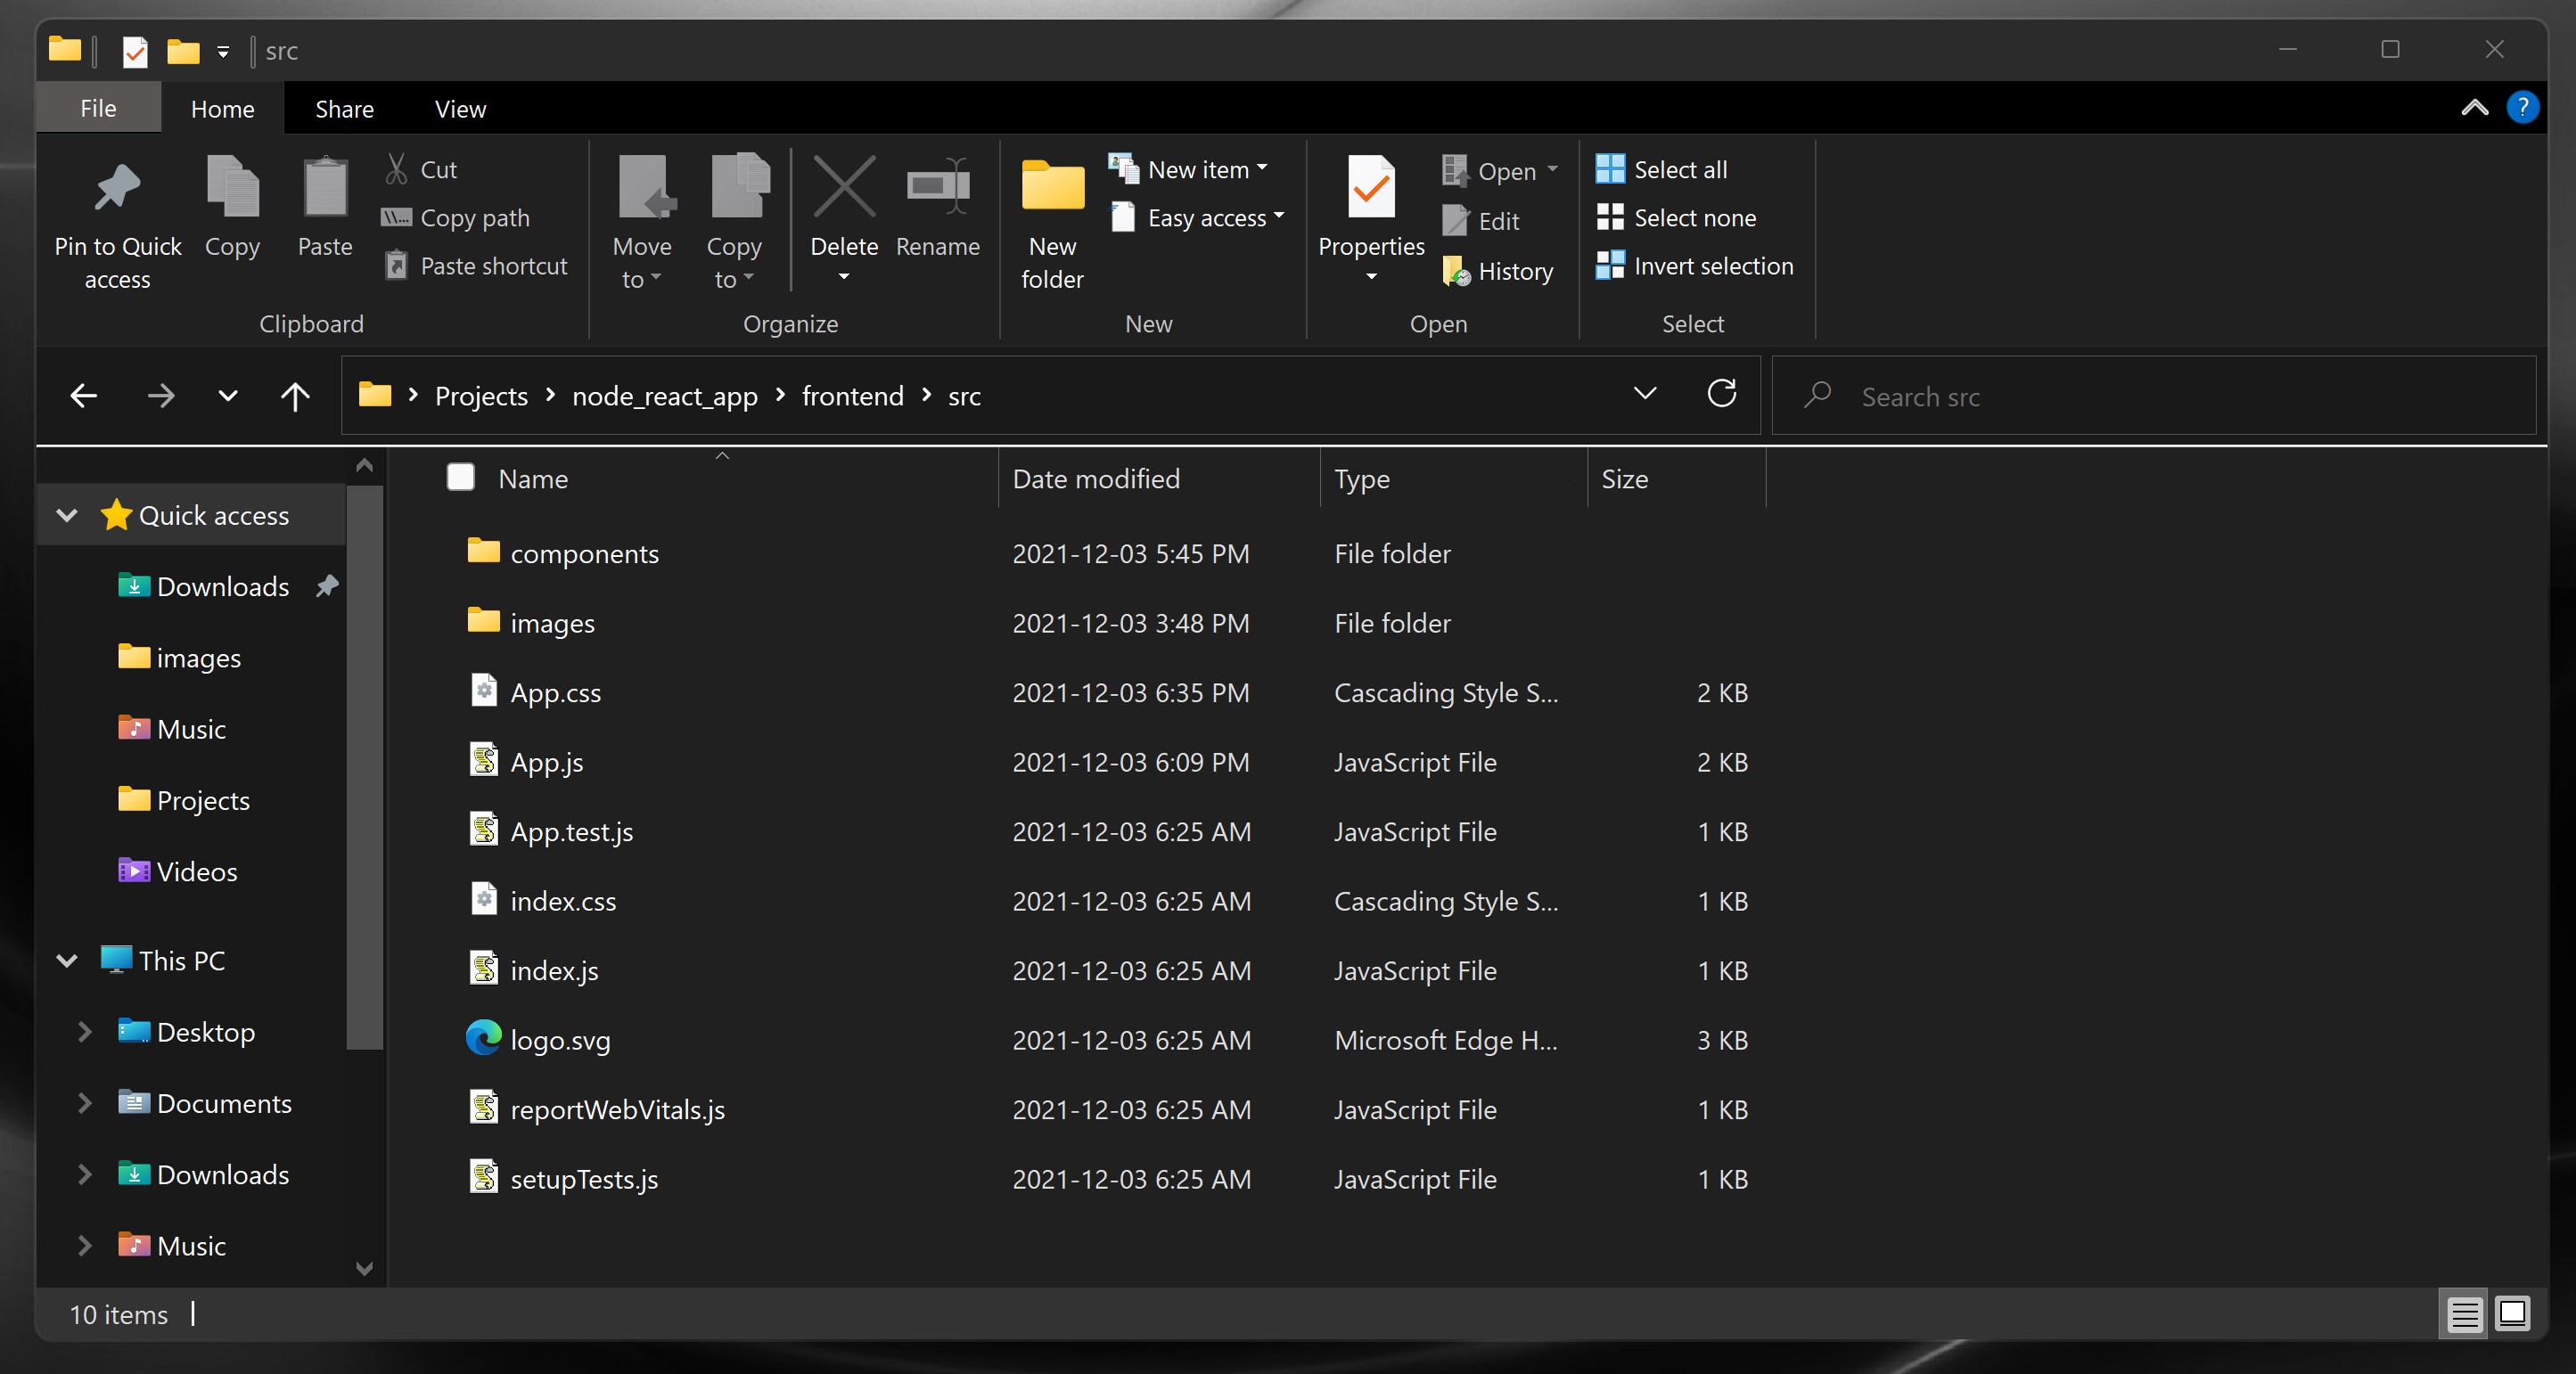 src
File Home Share View ?
Pin to Quick access
Copy
Paste
Cut
Copy path
Paste shortcut
Clipboard
Move to
Copy to
Delete
Rename
Organize
New folder
New item
Easy access
New
Properties
Open
Edit
History
Open
Select all
Select none
Invert selection
Select
Projects > node_react_app > frontend > src
Search src
Quick access
Downloads
images
Music
Projects
Videos
This PC
Desktop
Documents
Downloads
Music
Name Date modified Type Size
components 2021-12-03 5:45 PM File folder
images 2021-12-03 3:48 PM File folder
App.css 2021-12-03 6:35 PM Cascading Style S... 2 KB
App.js 2021-12-03 6:09 PM JavaScript File 2 KB
App.test.js 2021-12-03 6:25 AM JavaScript File 1 KB
index.css 2021-12-03 6:25 AM Cascading Style S... 1 KB
index.js 2021-12-03 6:25 AM JavaScript File 1 KB
logo.svg 2021-12-03 6:25 AM Microsoft Edge H... 3 KB
reportWebVitals.js 2021-12-03 6:25 AM JavaScript File 1 KB
setupTests.js 2021-12-03 6:25 AM JavaScript File 1 KB
10 items